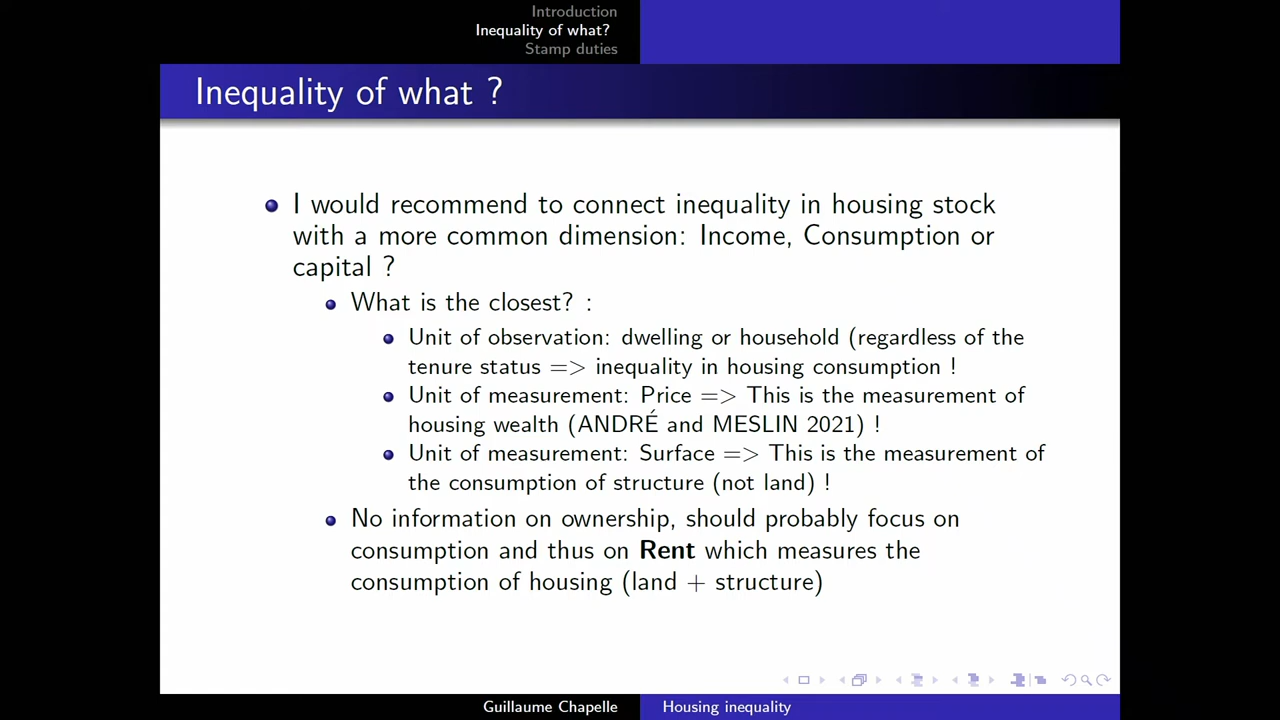 Introduction
Inequality of what?
Stamp duties
Inequality of what ?
I would recommend to connect inequality in housing stock
with a more common dimension: Income, Consumption or
capital ?
What is the closest? :
Unit of observation: dwelling or household (regardless of the
tenure status => inequality in housing consumption !
Unit of measurement: Price => This is the measurement of
housing wealth (ANDRÉ and MESLIN 2021) !
Unit of measurement: Surface => This is the measurement of
the consumption of structure (not land) !
No information on ownership, should probably focus on
consumption and thus on Rent which measures the
consumption of housing (land + structure)
Guillaume Chapelle
Housing inequality